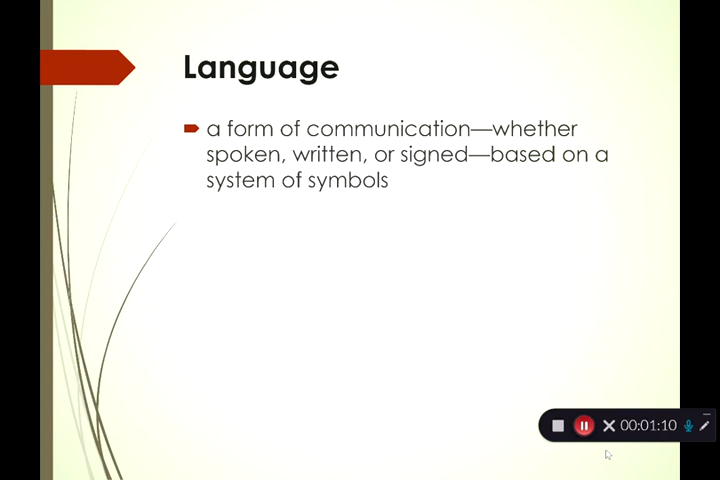 Language
a form of communication—whether
spoken, written, or signed—based on a
system of symbols
00:01:10